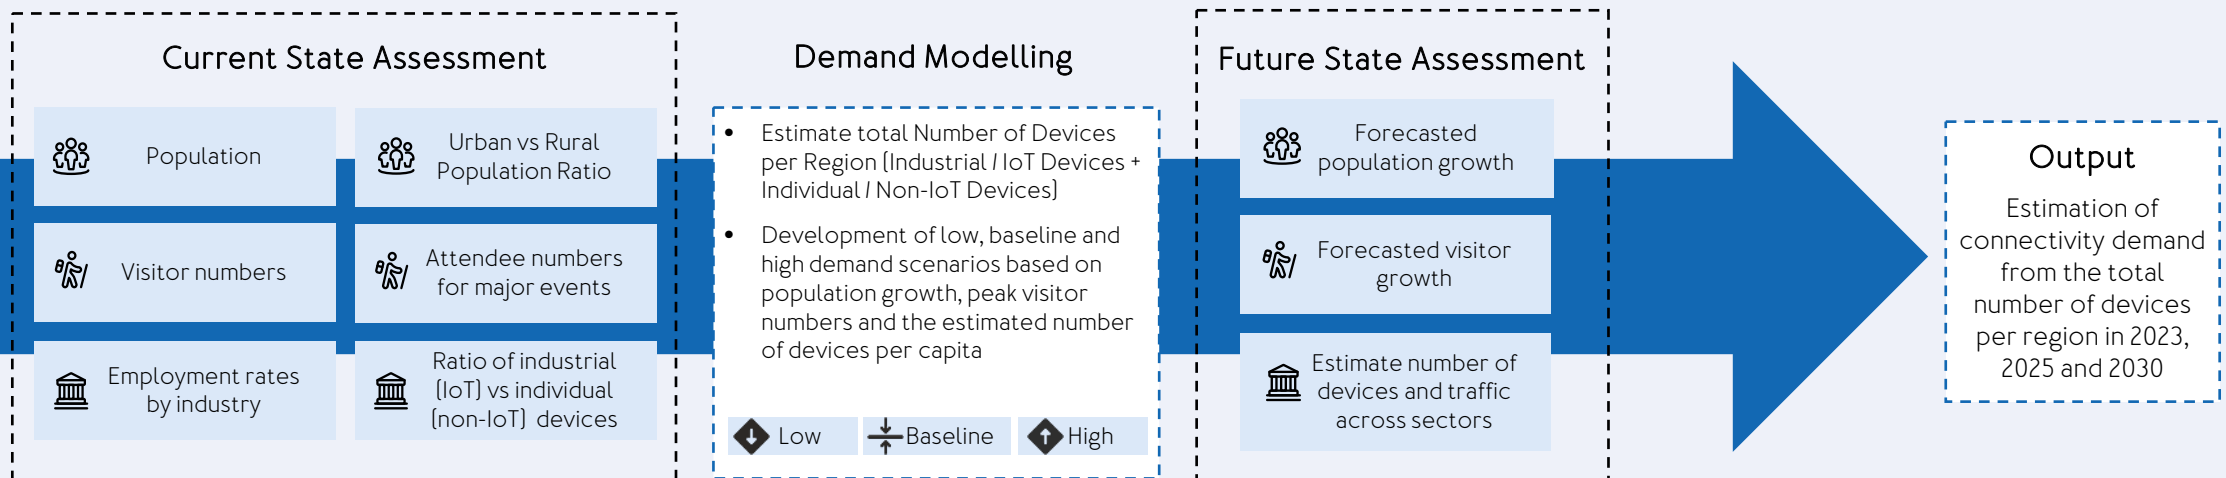 Current State Assessment
Population
Urban vs Rural
Population Ratio
Visitor numbers
Attendee numbers
for major events
Employment rates
by industry
Ratio of industrial
(IoT) vs individual
(non-IoT) devices
Demand Modelling
• Estimate total Number of Devices
per Region (Industrial / IoT Devices +
Individual / Non-IoT Devices)
• Development of low, baseline and
high demand scenarios based on
population growth, peak visitor
numbers and the estimated number
of devices per capita
Low
Baseline
High
Future State Assessment
Forecasted
population growth
Forecasted visitor
growth
Estimate number of
devices and traffic
across sectors
Output
Estimation of
connectivity demand
from the total
number of devices
per region in 2023,
2025 and 2030